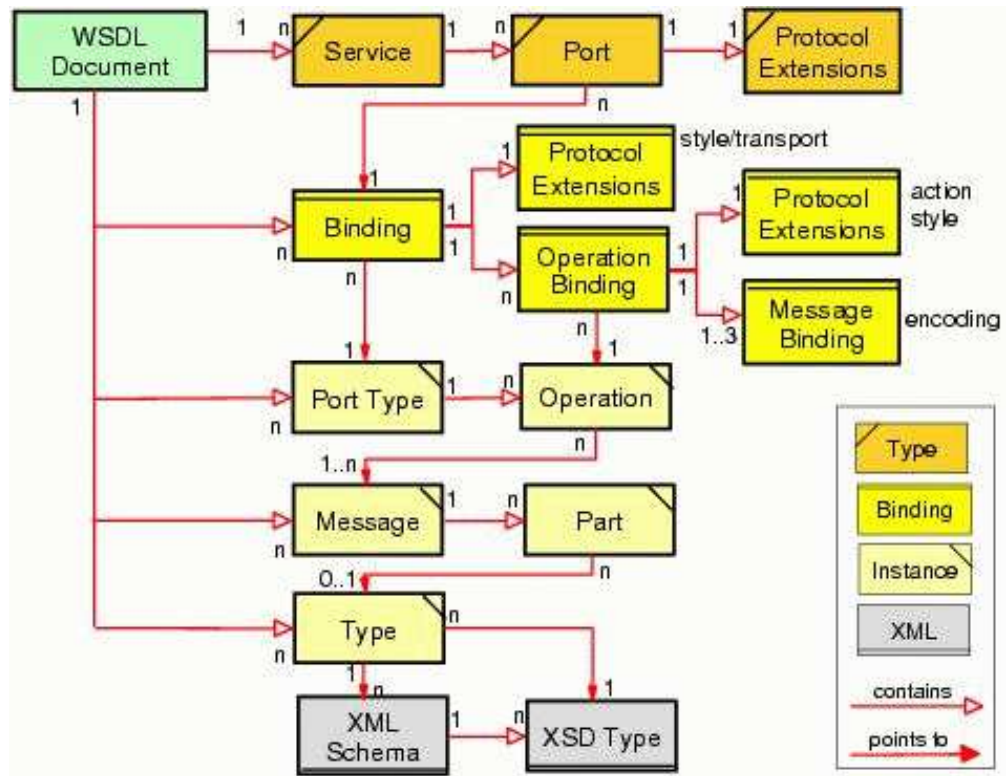 WSDL
Document
1
n
Service
1
n
Port
1
1
Protocol
Extensions
1
n
style/transport
1
Protocol
Extensions
1
Binding
1
1
n
n
n
Operation
Binding
1
1
n
1
Protocol
Extensions
action
style
1..3
Message
Binding
encoding
1
1
Port Type
n
1
n
Operation
n
1..n
Message
n
1
n
Part
n
0..1
Type
n
n
1
n
1
XML
Schema
1
n
XSD Type
Type
Binding
Instance
XML
contains
points to